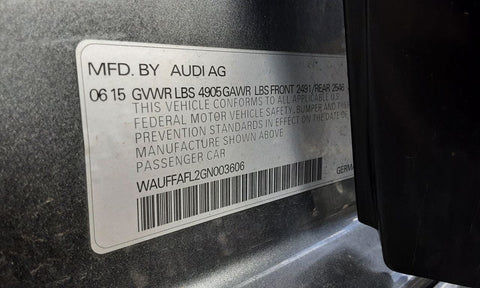 MFD. BY AUDI AG
06 15 GVWR LBS 4905 GAWR LBS FRONT 2491/REAR 2546
THIS VEHICLE CONFORMS TO ALL APPLICABLE U.S.
FEDERAL MOTOR VEHICLE SAFETY, BUMPER AND THEFT
PREVENTION STANDARDS IN EFFECT ON THE DATE OF
MANUFACTURE SHOWN ABOVE.
PASSENGER CAR
WAUFFAFL2GN003606 GERMA